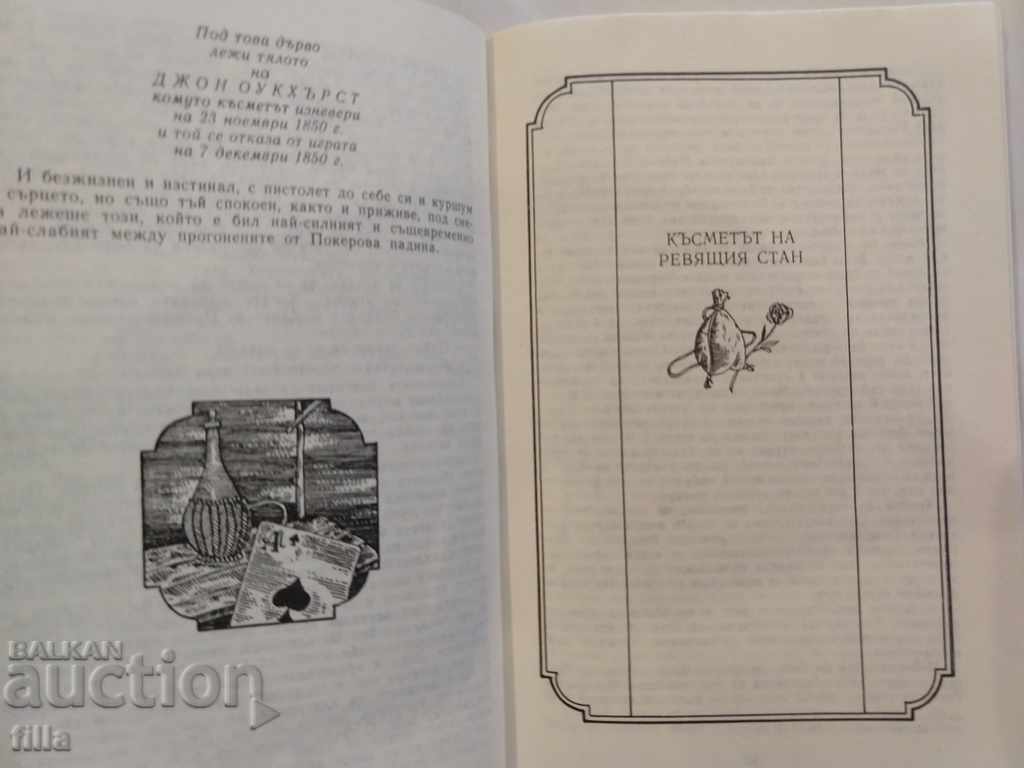 Под това дърво
лежи тялото
на
ДЖОН ОУКХЪРСТ
комуто късметът изневери
на 23 ноември 1850 г.
и той се отказа от играта
на 7 декември 1850 г.
И безжизнен и изстинал, с пистолет до себе си и куршум
сърцето, но също тъй спокоен, както и приживе, под сне-
а лежеше този, който е бил най-силният и същевременно
ай-слабият между прогонените от Покерова падина.
1
КЪСМЕТЪТ НА
РЕВЯЩИЯ СТАН
BALKAN
auction
filla